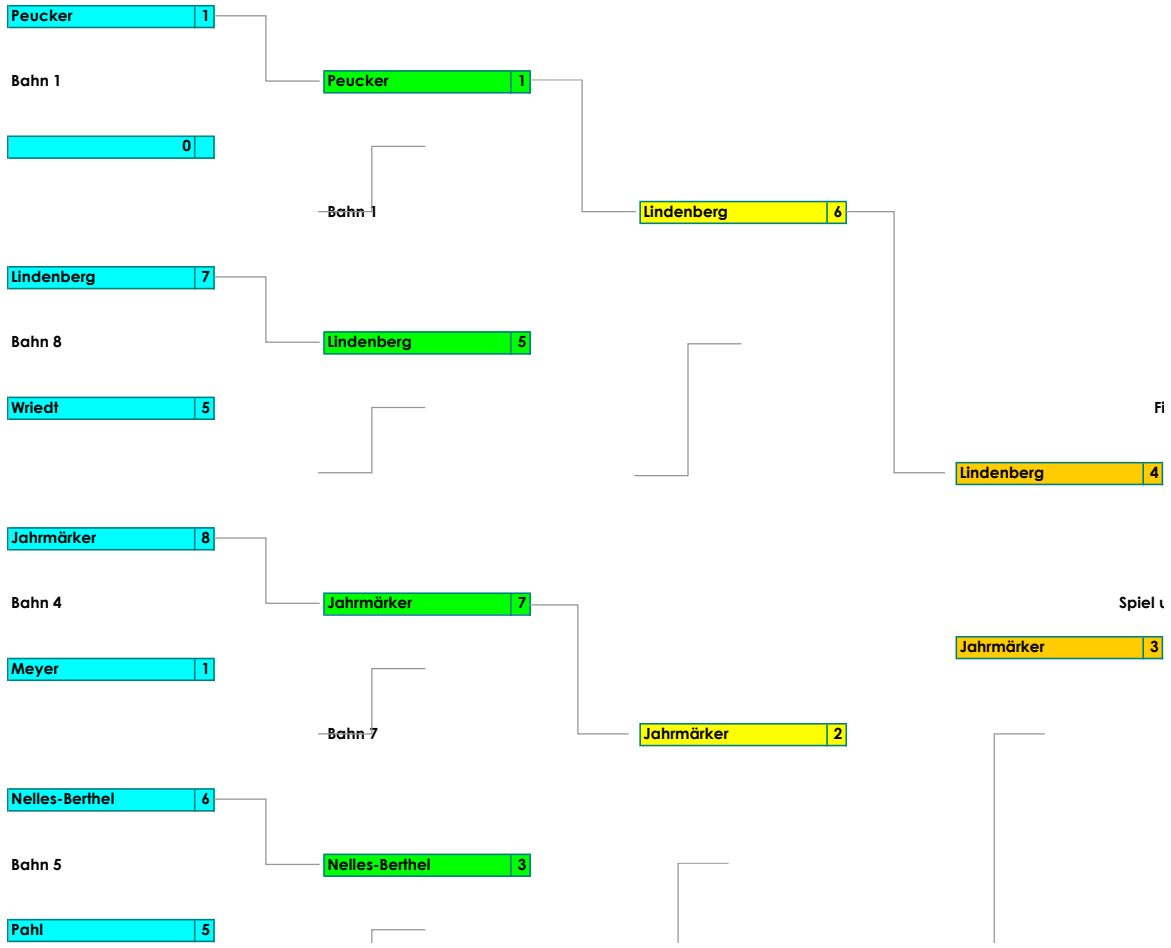 Peucker 1
Bahn 1
Peucker 1
0
Bahn 1
Lindenberg 6
Lindenberg 7
Bahn 8
Lindenberg 5
Wriedt 5
Fi
Lindenberg 4
Jahrmärker 8
Bahn 4
Jahrmärker 7
Spiel u
Jahrmärker 3
Meyer 1
Bahn 7
Jahrmärker 2
Nelles-Berthel 6
Bahn 5
Nelles-Berthel 3
Pahl 5